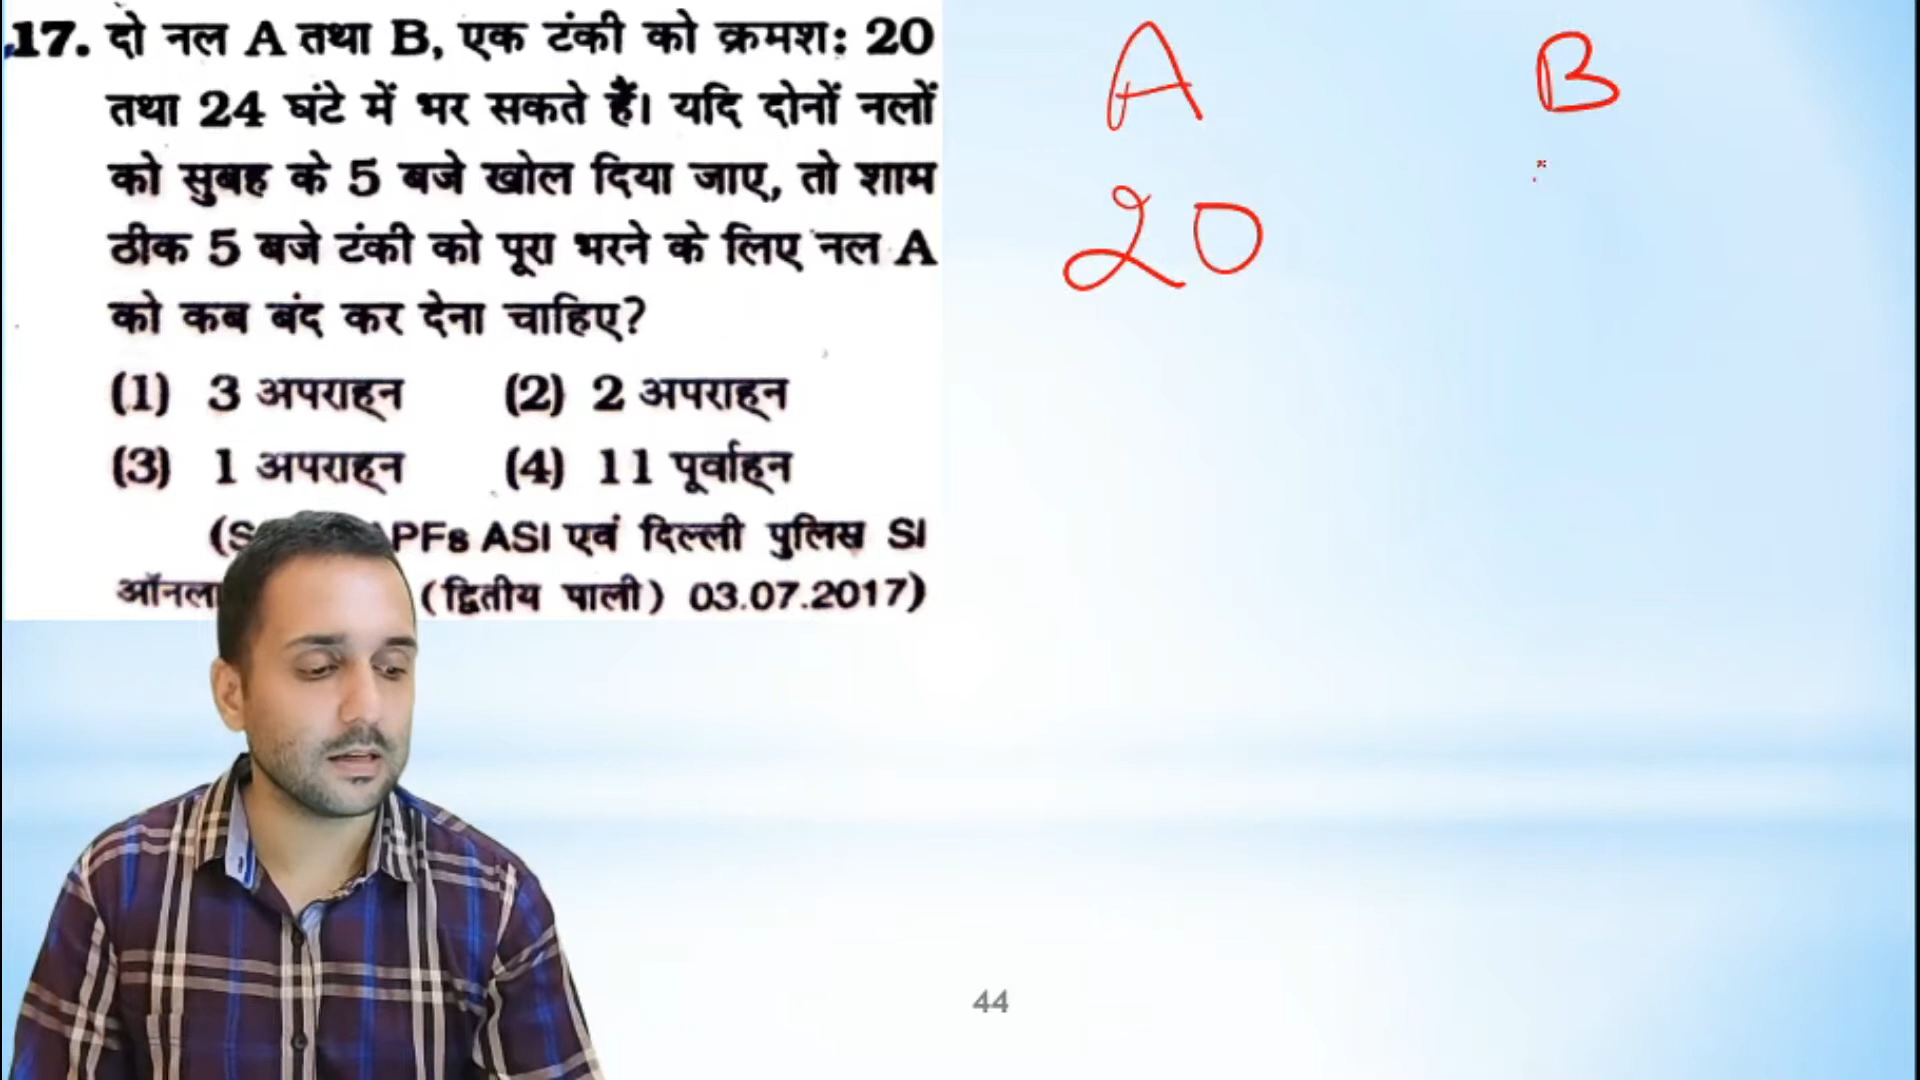 17. दो नल A तथा B, एक टंकी को क्रमश: 20
तथा 24 घंटे में भर सकते हैं। यदि दोनों नलों
को सुबह के 5 बजे खोल दिया जाए, तो शाम
ठीक 5 बजे टंकी को पूरा भरने के लिए नल A
को कब बंद कर देना चाहिए?
(1) 3 अपराह्न (2) 2 अपराह्न
(3) 1 अपराह्न (4) 11 पूर्वाह्न
ASI एवं दिल्ली पुलिस SI
(द्वितीय पाली) 03.07.2017)
A B
20
44